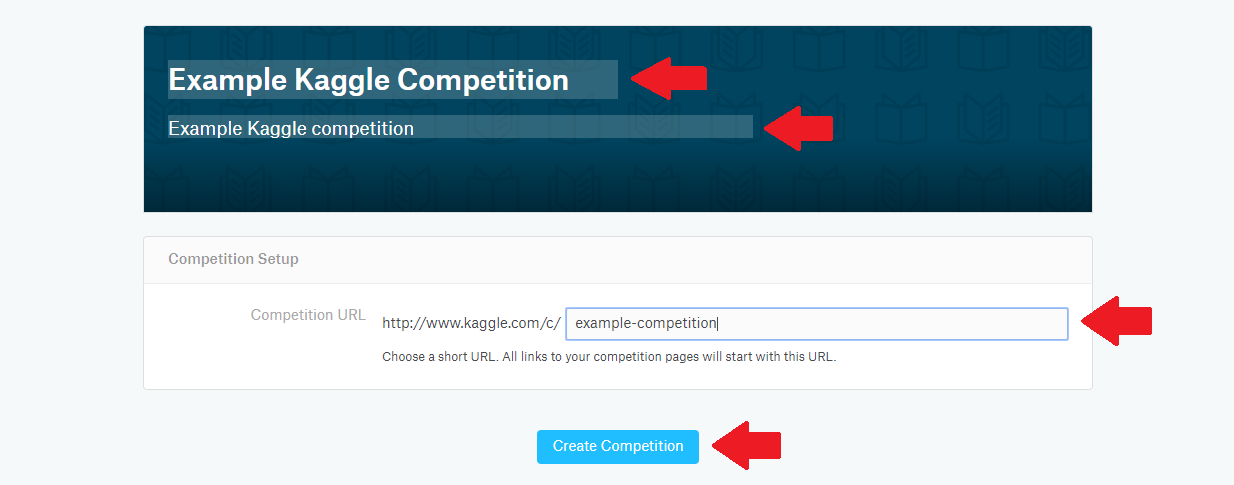 Example Kaggle Competition
Example Kaggle competition
Competition Setup
Competition URL http://www.kaggle.com/c/ example-competition
Choose a short URL. All links to your competition pages will start with this URL.
Create Competition